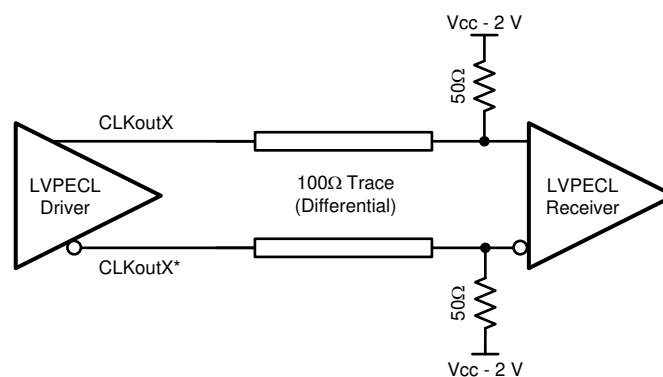 Vcc - 2 V
50Ω
CLKoutX
LVPECL
Driver
100Ω Trace
(Differential)
LVPECL
Receiver
CLKoutX*
50Ω
Vcc - 2 V